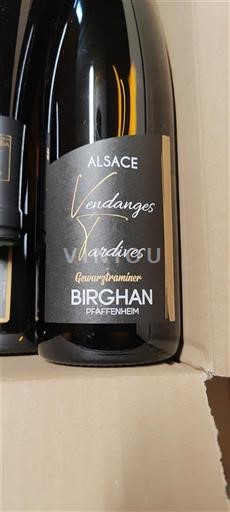 ALSACE
Vendanges
Tardives
Gewurztraminer
BIRGHAN
PFAFFENHEIM